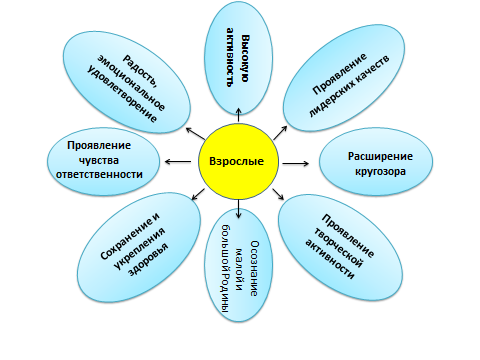 Высокую
активность
Радость,
эмоциональное
удовлетворение
Проявление
лидерских качеств
Проявление
чувства
ответственности
Взрослые
Расширение
кругозора
Сохранение и
укрепления
здоровья
Осознание
малой и
большой Родины
Проявление
творческой
активности